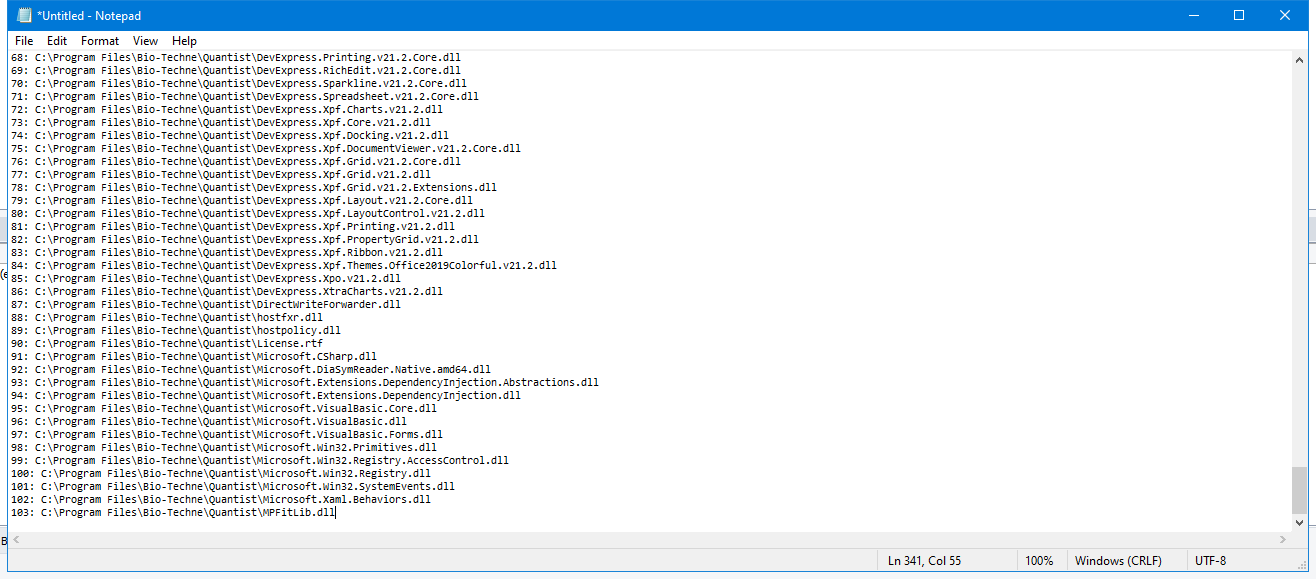 *Untitled - Notepad
File Edit Format View Help
68: C:\Program Files\Bio-Techne\Quantist\DevExpress.Printing.v21.2.Core.dll
69: C:\Program Files\Bio-Techne\Quantist\DevExpress.RichEdit.v21.2.Core.dll
70: C:\Program Files\Bio-Techne\Quantist\DevExpress.Sparkline.v21.2.Core.dll
71: C:\Program Files\Bio-Techne\Quantist\DevExpress.Spreadsheet.v21.2.Core.dll
72: C:\Program Files\Bio-Techne\Quantist\DevExpress.Xpf.Charts.v21.2.dll
73: C:\Program Files\Bio-Techne\Quantist\DevExpress.Xpf.Core.v21.2.dll
74: C:\Program Files\Bio-Techne\Quantist\DevExpress.Xpf.Docking.v21.2.dll
75: C:\Program Files\Bio-Techne\Quantist\DevExpress.Xpf.DocumentViewer.v21.2.Core.dll
76: C:\Program Files\Bio-Techne\Quantist\DevExpress.Xpf.Grid.v21.2.Core.dll
77: C:\Program Files\Bio-Techne\Quantist\DevExpress.Xpf.Grid.v21.2.dll
78: C:\Program Files\Bio-Techne\Quantist\DevExpress.Xpf.Grid.v21.2.Extensions.dll
79: C:\Program Files\Bio-Techne\Quantist\DevExpress.Xpf.Layout.v21.2.Core.dll
80: C:\Program Files\Bio-Techne\Quantist\DevExpress.Xpf.LayoutControl.v21.2.dll
81: C:\Program Files\Bio-Techne\Quantist\DevExpress.Xpf.Printing.v21.2.dll
82: C:\Program Files\Bio-Techne\Quantist\DevExpress.Xpf.PropertyGrid.v21.2.dll
83: C:\Program Files\Bio-Techne\Quantist\DevExpress.Xpf.Ribbon.v21.2.dll
84: C:\Program Files\Bio-Techne\Quantist\DevExpress.Xpf.Themes.Office2019Colorful.v21.2.dll
85: C:\Program Files\Bio-Techne\Quantist\DevExpress.Xpo.v21.2.dll
86: C:\Program Files\Bio-Techne\Quantist\DevExpress.XtraCharts.v21.2.dll
87: C:\Program Files\Bio-Techne\Quantist\DirectWriteForwarder.dll
88: C:\Program Files\Bio-Techne\Quantist\hostfxr.dll
89: C:\Program Files\Bio-Techne\Quantist\hostpolicy.dll
90: C:\Program Files\Bio-Techne\Quantist\License.rtf
91: C:\Program Files\Bio-Techne\Quantist\Microsoft.CSharp.dll
92: C:\Program Files\Bio-Techne\Quantist\Microsoft.DiaSymReader.Native.amd64.dll
93: C:\Program Files\Bio-Techne\Quantist\Microsoft.Extensions.DependencyInjection.Abstractions.dll
94: C:\Program Files\Bio-Techne\Quantist\Microsoft.Extensions.DependencyInjection.dll
95: C:\Program Files\Bio-Techne\Quantist\Microsoft.VisualBasic.Core.dll
96: C:\Program Files\Bio-Techne\Quantist\Microsoft.VisualBasic.dll
97: C:\Program Files\Bio-Techne\Quantist\Microsoft.VisualBasic.Forms.dll
98: C:\Program Files\Bio-Techne\Quantist\Microsoft.Win32.Primitives.dll
99: C:\Program Files\Bio-Techne\Quantist\Microsoft.Win32.Registry.AccessControl.dll
100: C:\Program Files\Bio-Techne\Quantist\Microsoft.Win32.Registry.dll
101: C:\Program Files\Bio-Techne\Quantist\Microsoft.Win32.SystemEvents.dll
102: C:\Program Files\Bio-Techne\Quantist\Microsoft.Xaml.Behaviors.dll
103: C:\Program Files\Bio-Techne\Quantist\MPFitLib.dll
Ln 341, Col 55 100% Windows (CRLF) UTF-8